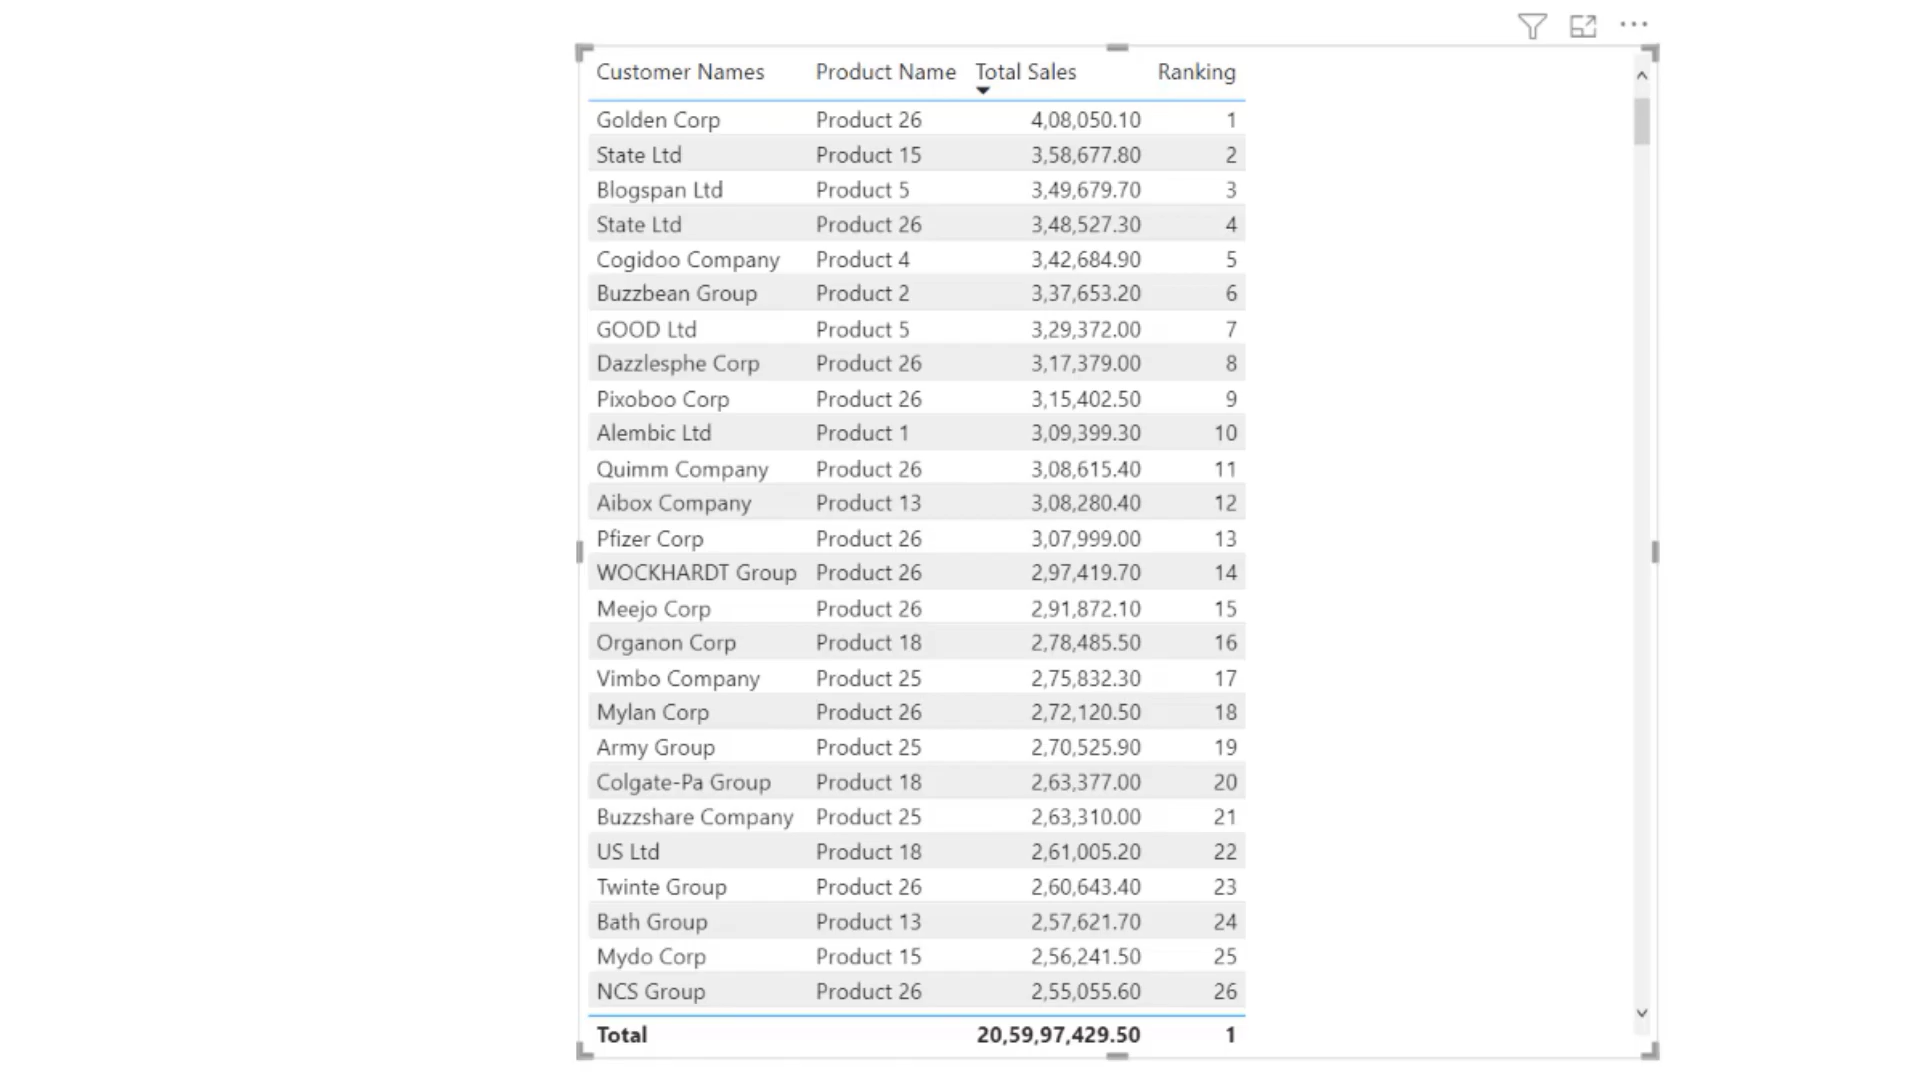 Customer Names Product Name Total Sales Ranking
Golden Corp Product 26 4,08,050.10 1
State Ltd Product 15 3,58,677.80 2
Blogspan Ltd Product 5 3,49,679.70 3
State Ltd Product 26 3,48,527.30 4
Cogidoo Company Product 4 3,42,684.90 5
Buzzbean Group Product 2 3,37,653.20 6
GOOD Ltd Product 5 3,29,372.00 7
Dazzlesphe Corp Product 26 3,17,379.00 8
Pixoboo Corp Product 26 3,15,402.50 9
Alembic Ltd Product 1 3,09,399.30 10
Quimm Company Product 26 3,08,615.40 11
Aibox Company Product 13 3,08,280.40 12
Pfizer Corp Product 26 3,07,999.00 13
WOCKHARDT Group Product 26 2,97,419.70 14
Meejo Corp Product 26 2,91,872.10 15
Organon Corp Product 18 2,78,485.50 16
Vimbo Company Product 25 2,75,832.30 17
Mylan Corp Product 26 2,72,120.50 18
Army Group Product 25 2,70,525.90 19
Colgate-Pa Group Product 18 2,63,377.00 20
Buzzshare Company Product 25 2,63,310.00 21
US Ltd Product 18 2,61,005.20 22
Twinte Group Product 26 2,60,643.40 23
Bath Group Product 13 2,57,621.70 24
Mydo Corp Product 15 2,56,241.50 25
NCS Group Product 26 2,55,055.60 26
Total 20,59,97,429.50 1